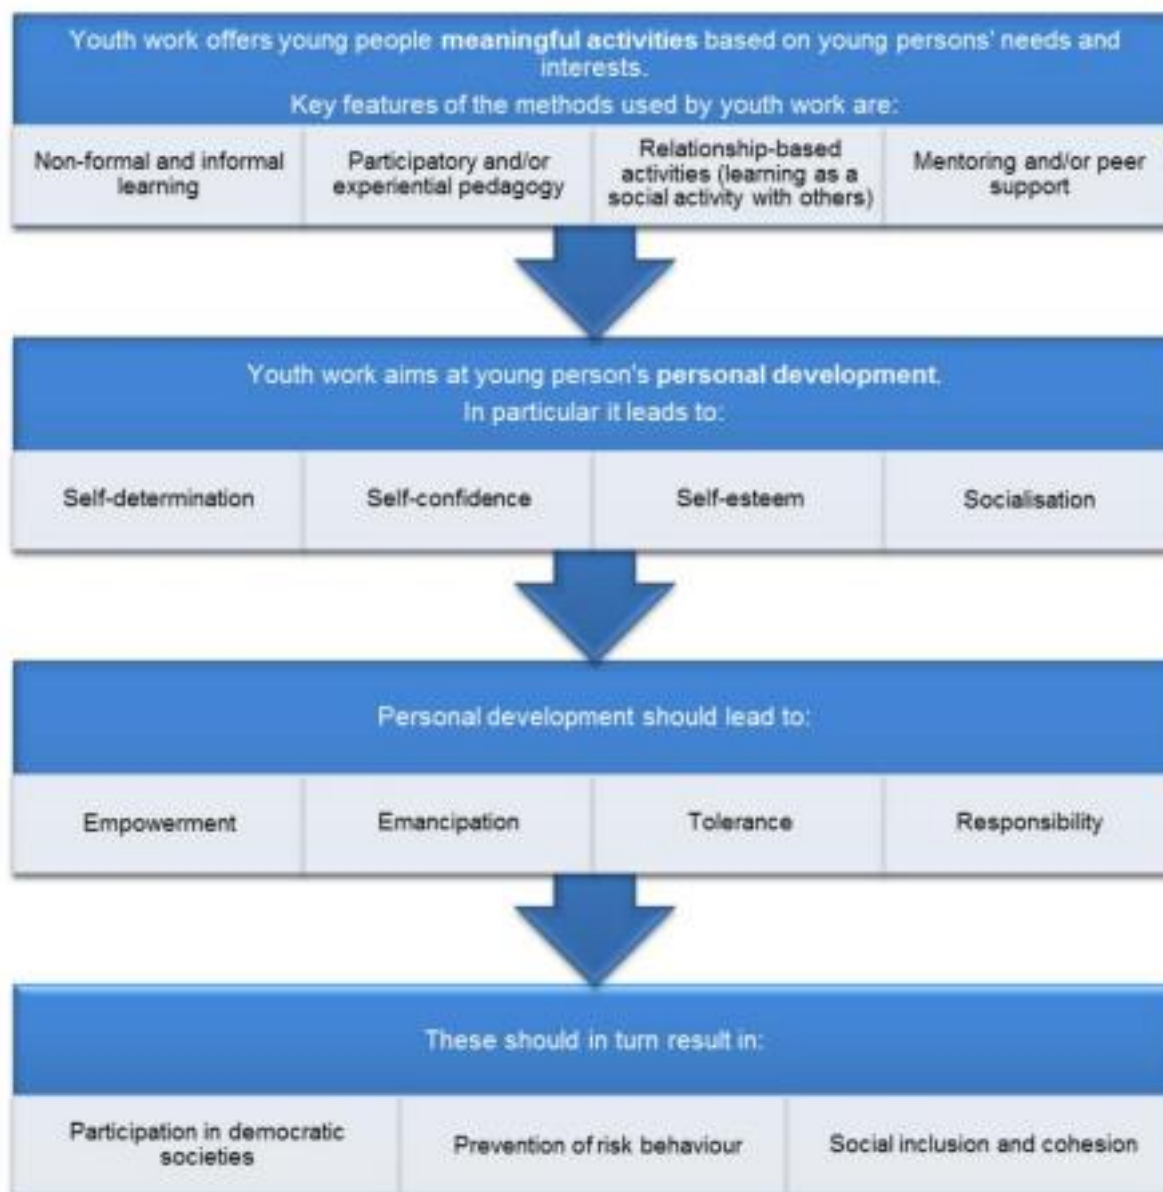 Youth work offers young people meaningful activities based on young persons' needs and
interests.
Key features of the methods used by youth work are:
Non-formal and informal
learning
Participatory and/or
experiential pedagogy
Relationship-based
activities (learning as a
social activity with others)
Mentoring and/or peer
support
Youth work aims at young person's personal development.
In particular it leads to:
Self-determination
Self-confidence
Self-esteem
Socialisation
Personal development should lead to:
Empowerment
Emancipation
Tolerance
Responsibility
These should in turn result in:
Participation in democratic
societies
Prevention of risk behaviour
Social inclusion and cohesion